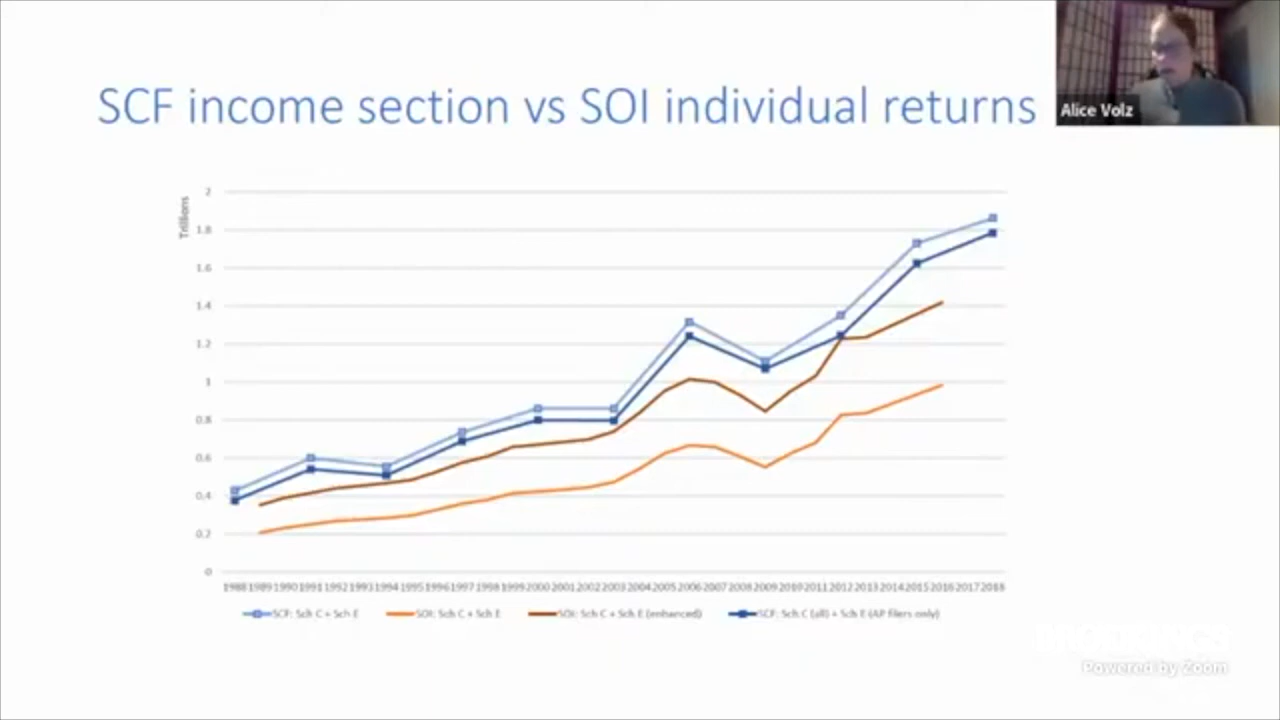 SCF income section vs SOI individual returns
Alice Volz
Trillions
2
1.8
1.6
1.4
1.2
1
0.8
0.6
0.4
0.2
0
1988 1989 1990 1991 1992 1993 1994 1995 1996 1997 1998 1999 2000 2001 2002 2003 2004 2005 2006 2007 2008 2009 2010 2011 2012 2013 2014 2015 2016 2017 2018
SCF: Sch C + Sch E SOI: Sch C + Sch E SOI: Sch C + Sch E (enhanced) SCF: Sch C (all) + Sch E (AP filers only)
BROOKINGS
Powered by Zoom